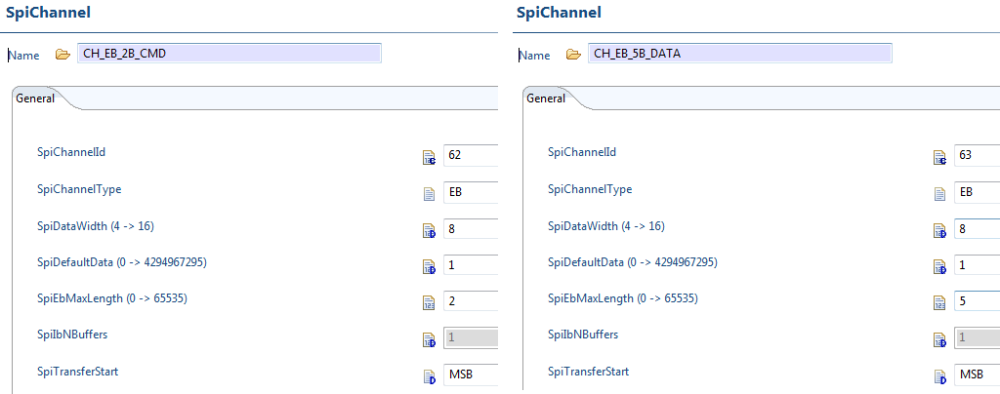 SpiChannel
Name CH_EB_2B_CMD
General
SpiChannelId 62
SpiChannelType EB
SpiDataWidth (4 -> 16) 8
SpiDefaultData (0 -> 4294967295) 1
SpiEbMaxLength (0 -> 65535) 2
SpiIbNBuffers 1
SpiTransferStart MSB
SpiChannel
Name CH_EB_5B_DATA
General
SpiChannelId 63
SpiChannelType EB
SpiDataWidth (4 -> 16) 8
SpiDefaultData (0 -> 4294967295) 1
SpiEbMaxLength (0 -> 65535) 5
SpiIbNBuffers 1
SpiTransferStart MSB